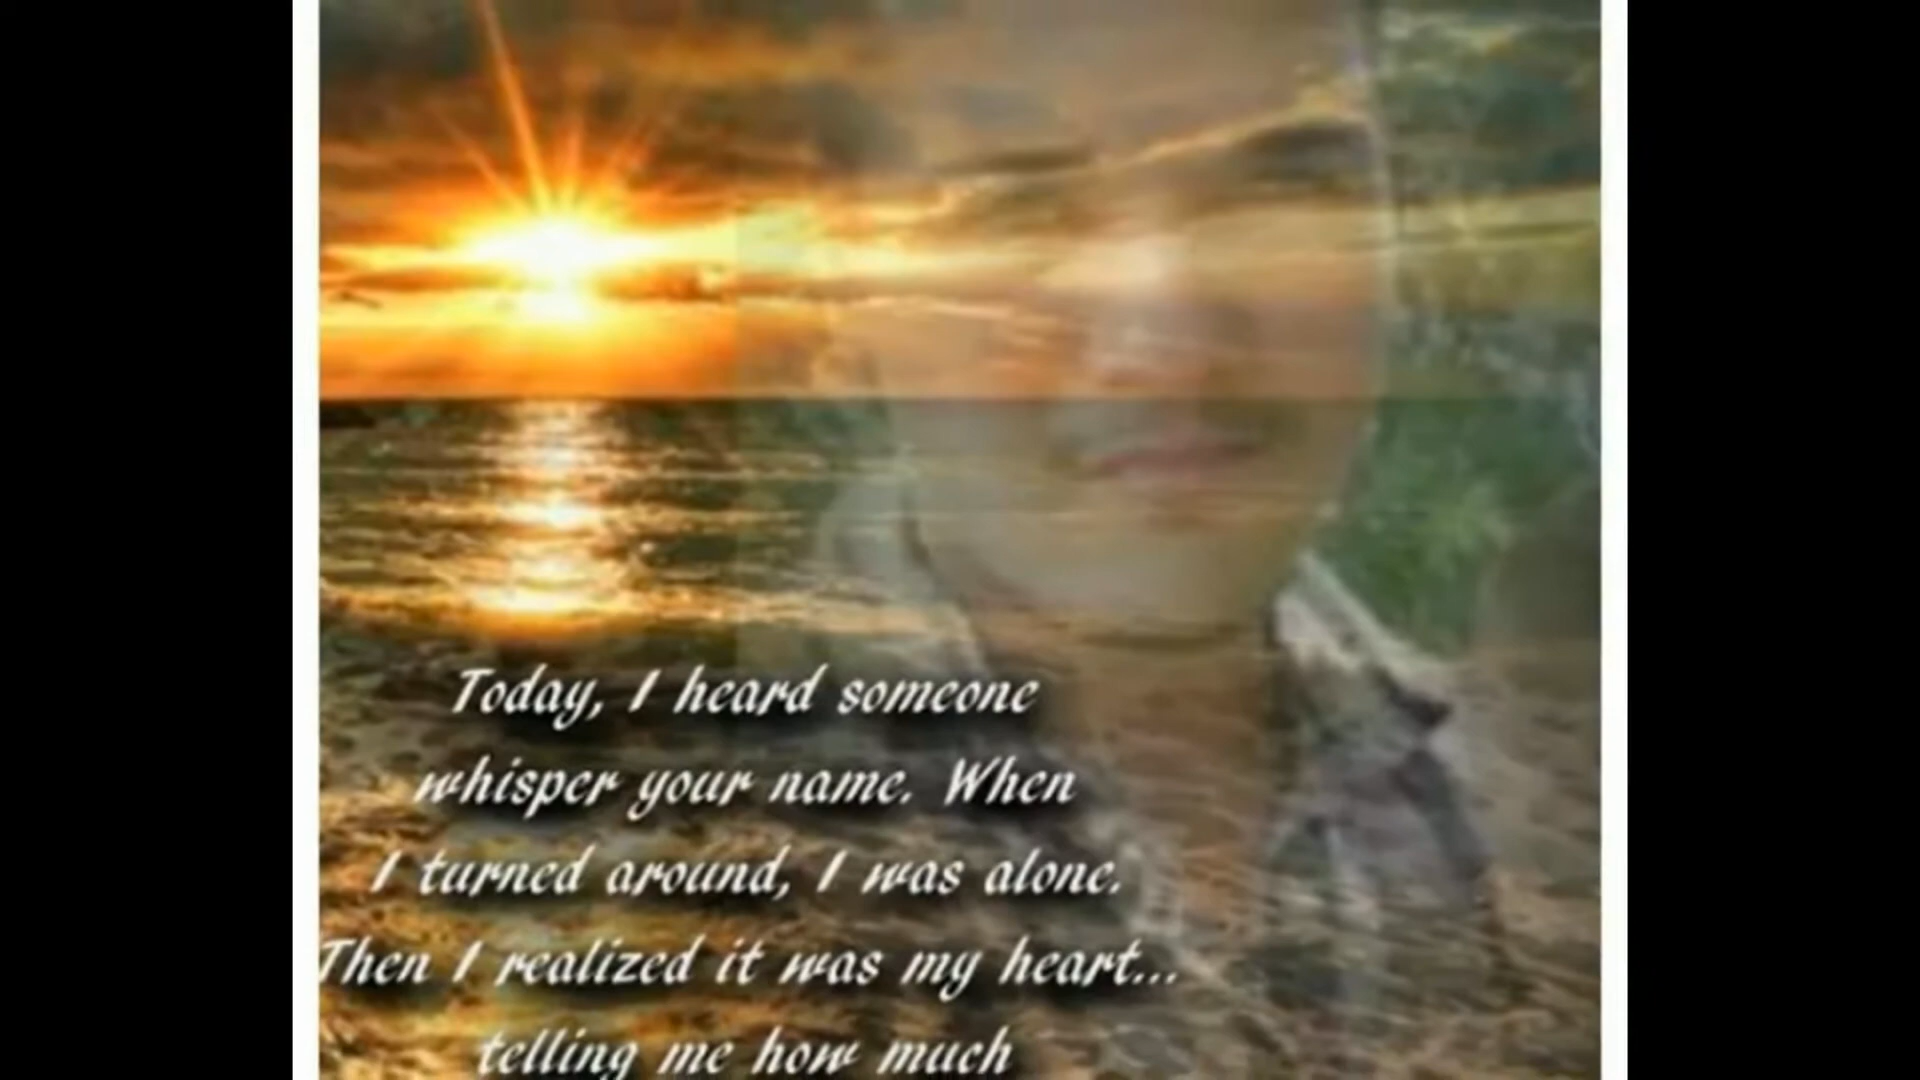 Today, I heard someone
whisper your name. When
I turned around, I was alone.
Then I realized it was my heart...
telling me how much